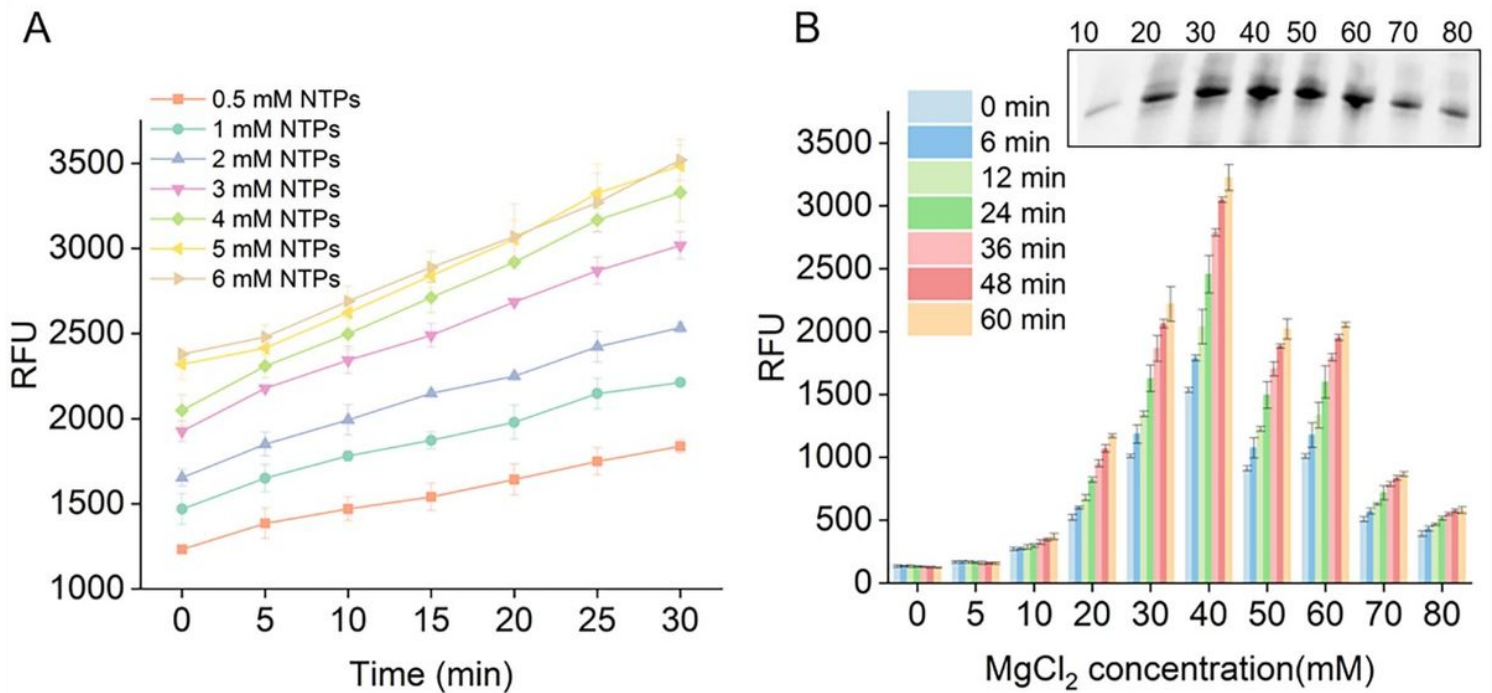 A
0.5 mM NTPs
1 mM NTPs
2 mM NTPs
3 mM NTPs
4 mM NTPs
5 mM NTPs
6 mM NTPs
3500
3000
2500
2000
1500
1000
RFU
0 5 10 15 20 25 30
Time (min)
B
10 20 30 40 50 60 70 80
0 min
6 min
12 min
24 min
36 min
48 min
60 min
3500
3000
2500
2000
1500
1000
500
0
RFU
0 5 10 20 30 40 50 60 70 80
MgCl₂ concentration(mM)